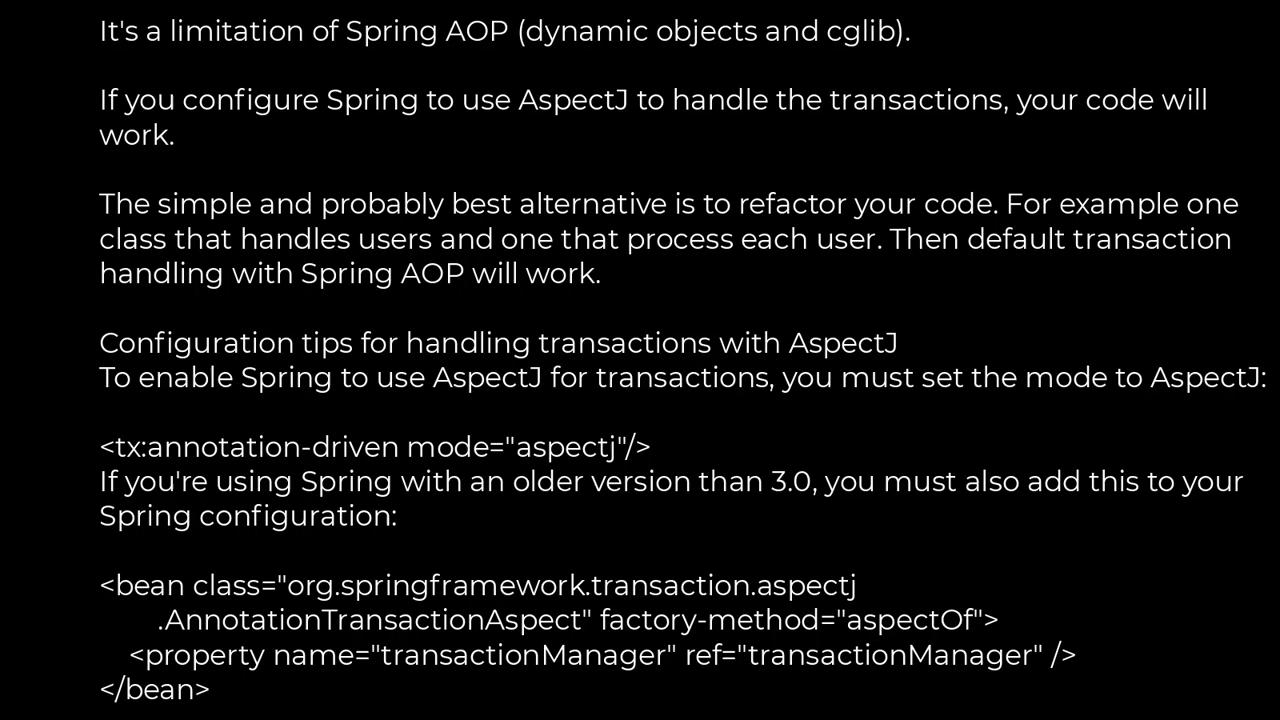 It's a limitation of Spring AOP (dynamic objects and cglib).
If you configure Spring to use AspectJ to handle the transactions, your code will
work.
The simple and probably best alternative is to refactor your code. For example one
class that handles users and one that process each user. Then default transaction
handling with Spring AOP will work.
Configuration tips for handling transactions with AspectJ
To enable Spring to use AspectJ for transactions, you must set the mode to AspectJ:
<tx:annotation-driven mode="aspectj"/>
If you're using Spring with an older version than 3.0, you must also add this to your
Spring configuration:
<bean class="org.springframework.transaction.aspectj
.AnnotationTransactionAspect" factory-method="aspectOf">
<property name="transactionManager" ref="transactionManager" />
</bean>